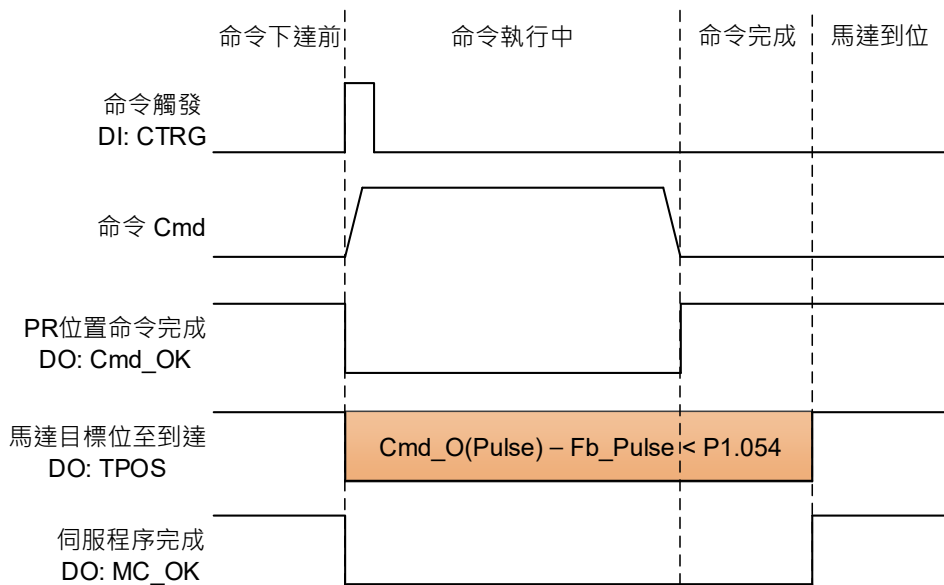 命令下達前 命令執行中 命令完成 馬達到位
命令觸發
DI: CTRG
命令 Cmd
PR位置命令完成
DO: Cmd_OK
馬達目標位至到達
DO: TPOS
Cmd_O(Pulse) – Fb_Pulse < P1.054
伺服程序完成
DO: MC_OK